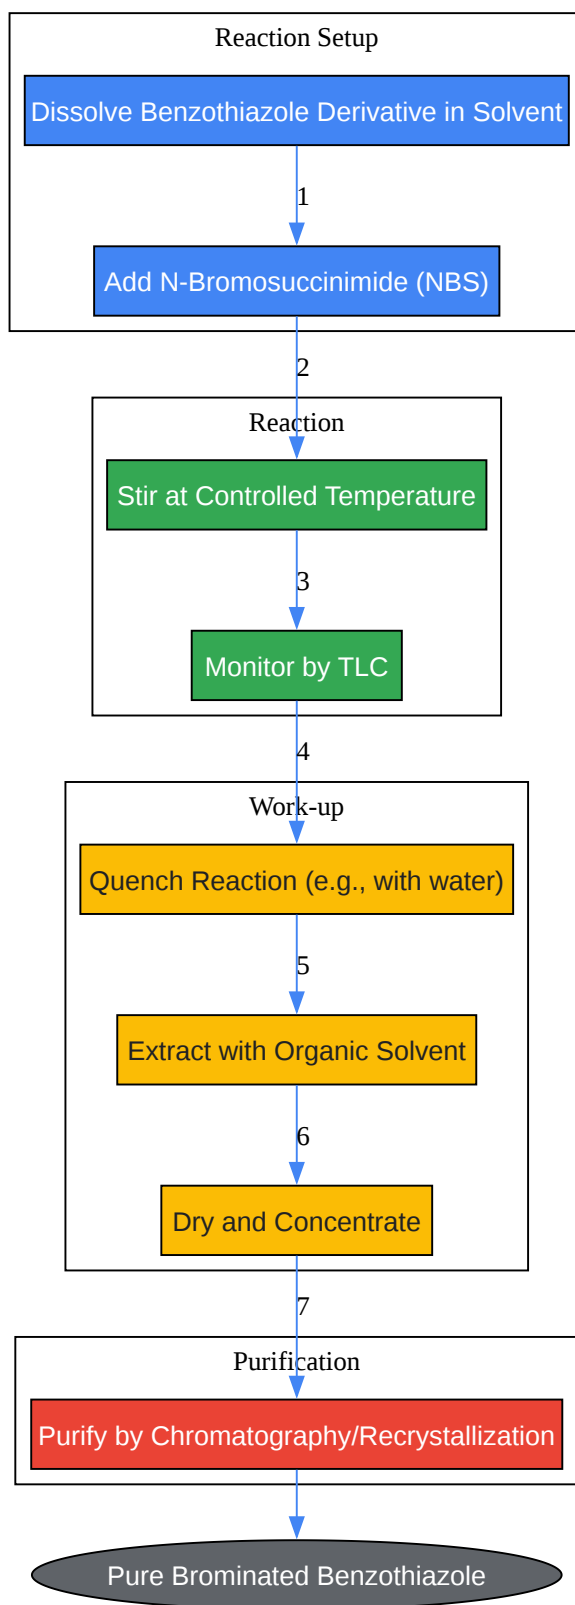 Reaction Setup
Dissolve Benzothiazole Derivative in Solvent
1
Add N-Bromosuccinimide (NBS)
2
Reaction
Stir at Controlled Temperature
3
Monitor by TLC
4
Work-up
Quench Reaction (e.g., with water)
5
Extract with Organic Solvent
6
Dry and Concentrate
7
Purification
Purify by Chromatography/Recrystallization
Pure Brominated Benzothiazole